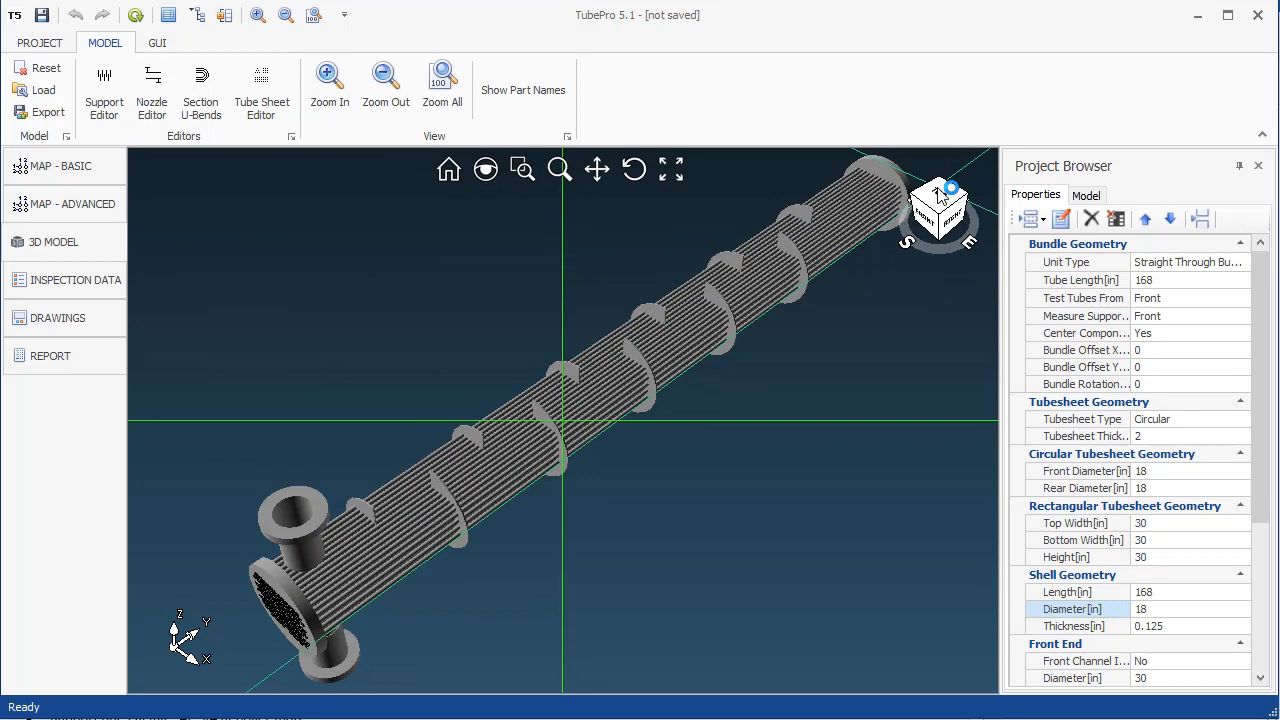 T5
TubePro 5.1 - [not saved]
PROJECT
MODEL
GUI
Reset
Load
Export
Support
Editor
Nozzle
Editor
Section
U-Bends
Tube Sheet
Editor
100
Zoom In
Zoom Out
Zoom All
Show Part Names
Model
Editors
View
MAP - BASIC
MAP - ADVANCED
3D MODEL
INSPECTION DATA
DRAWINGS
REPORT
FRONT
RIGHT
S
E
Z
Y
X
Project Browser
Properties
Model
Bundle Geometry
Unit Type Straight Through Bu...
Tube Length[in] 168
Test Tubes From Front
Measure Suppor... Front
Center Compon... Yes
Bundle Offset X... 0
Bundle Offset Y... 0
Bundle Rotation... 0
Tubesheet Geometry
Tubesheet Type Circular
Tubesheet Thick... 2
Circular Tubesheet Geometry
Front Diameter[in] 18
Rear Diameter[in] 18
Rectangular Tubesheet Geometry
Top Width[in] 30
Bottom Width[in] 30
Height[in] 30
Shell Geometry
Length[in] 168
Diameter[in] 18
Thickness[in] 0.125
Front End
Front Channel I... No
Diameter[in] 30
Ready